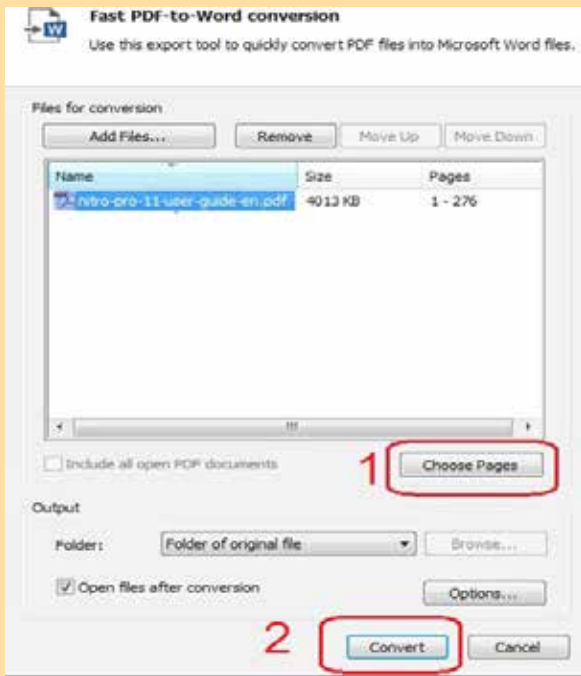 Fast PDF-to-Word conversion
Use this export tool to quickly convert PDF files into Microsoft Word files.
Files for conversion
Add Files... Remove Move Up Move Down
Name Size Pages
nitro-pro-11-user-guide-en.pdf 4013 KB 1 - 276
Include all open PDF documents 1 Choose Pages
Output
Folder: Folder of original file Browse...
Open files after conversion Options...
2 Convert Cancel